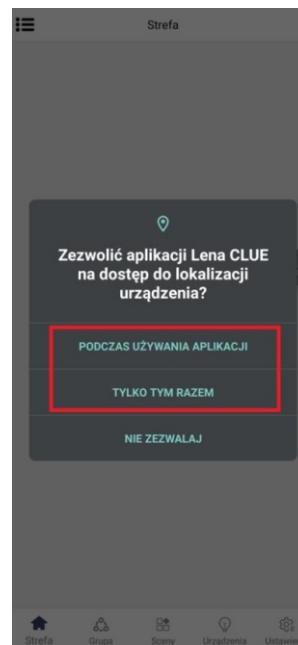 Strefa
Zezwolić aplikacji Lena CLUE
na dostęp do lokalizacji
urządzenia?
PODCZAS UŻYWANIA APLIKACJI
TYLKO TYM RAZEM
NIE ZEZWALAJ
Strefa Grupa Sceny Urządzenia Ustawie